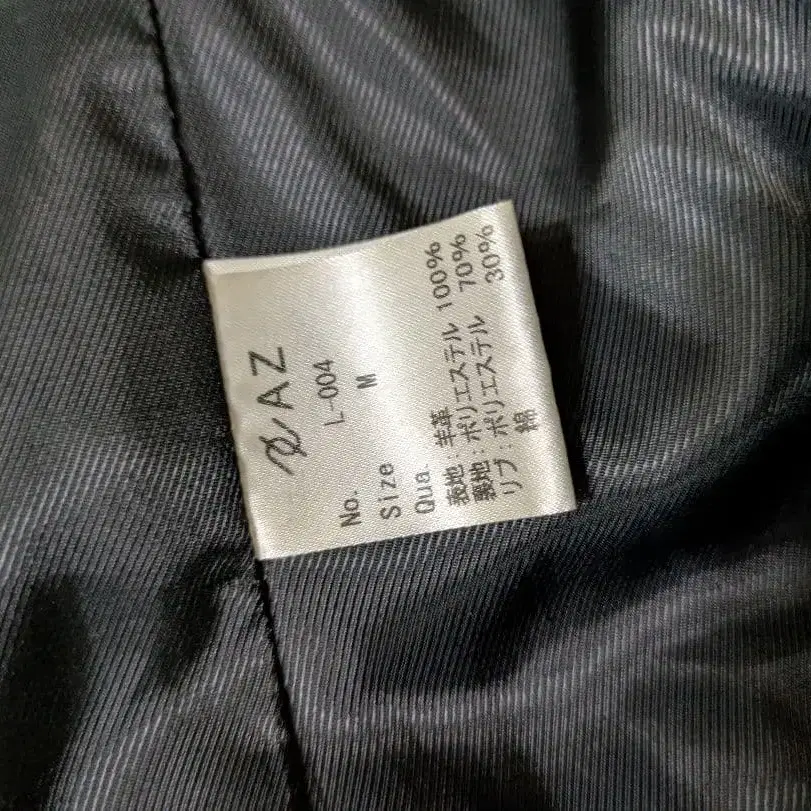 AZ
No. L-004
Size M
Qua.
表地：羊革
裏地：ポリエステル 100%
リブ：ポリエステル 70%
綿 30%